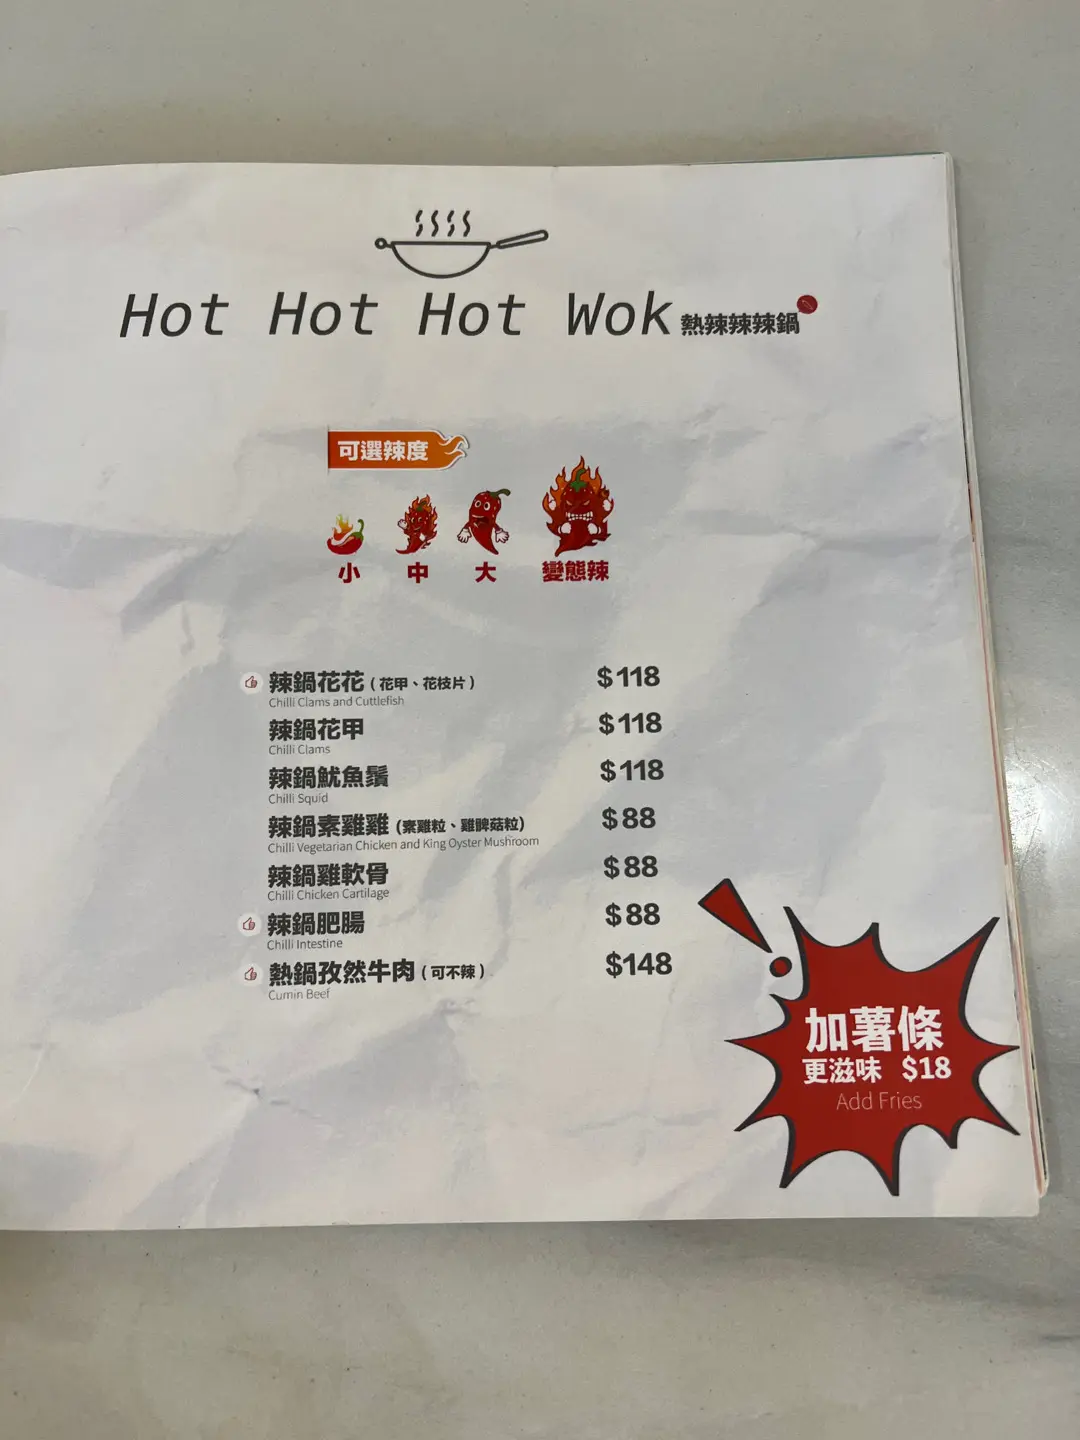 Hot Hot Hot Wok 熱辣辣辣鍋
可選辣度
小 中 大 變態辣
辣鍋花花 (花甲、花枝片) $118
Chilli Clams and Cuttlefish
辣鍋花甲 $118
Chilli Clams
辣鍋魷魚鬚 $118
Chilli Squid
辣鍋素雞雞 (素雞粒、雞髀菇粒) $88
Chilli Vegetarian Chicken and King Oyster Mushroom
辣鍋雞軟骨 $88
Chilli Chicken Cartilage
辣鍋肥腸 $88
Chilli Intestine
熱鍋孜然牛肉 (可不辣) $148
Cumin Beef
加薯條
更滋味 $18
Add Fries